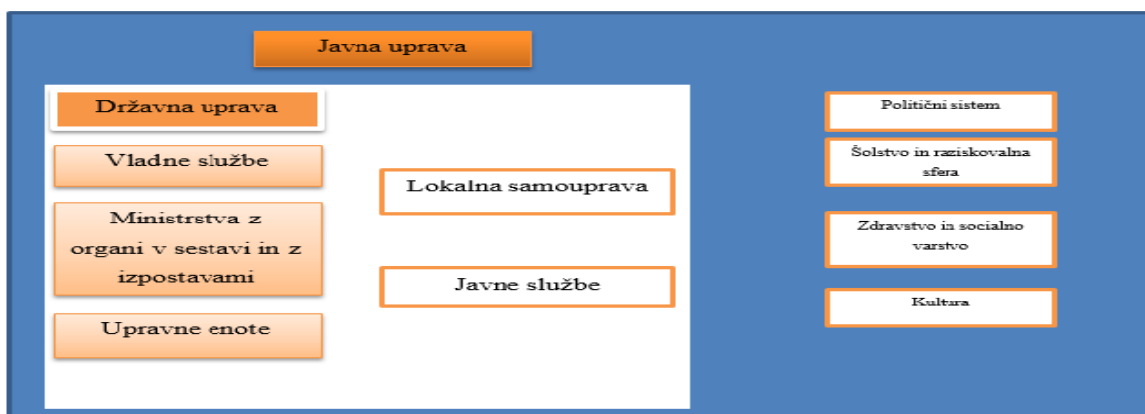 Javna uprava
Državna uprava
Vladne službe
Ministrstva z
organi v sestavi in z
izpostavami
Upravne enote
Lokalna samouprava
Javne službe
Politični sistem
Šolstvo in raziskovalna
sfera
Zdravstvo in socialno
varstvo
Kultura